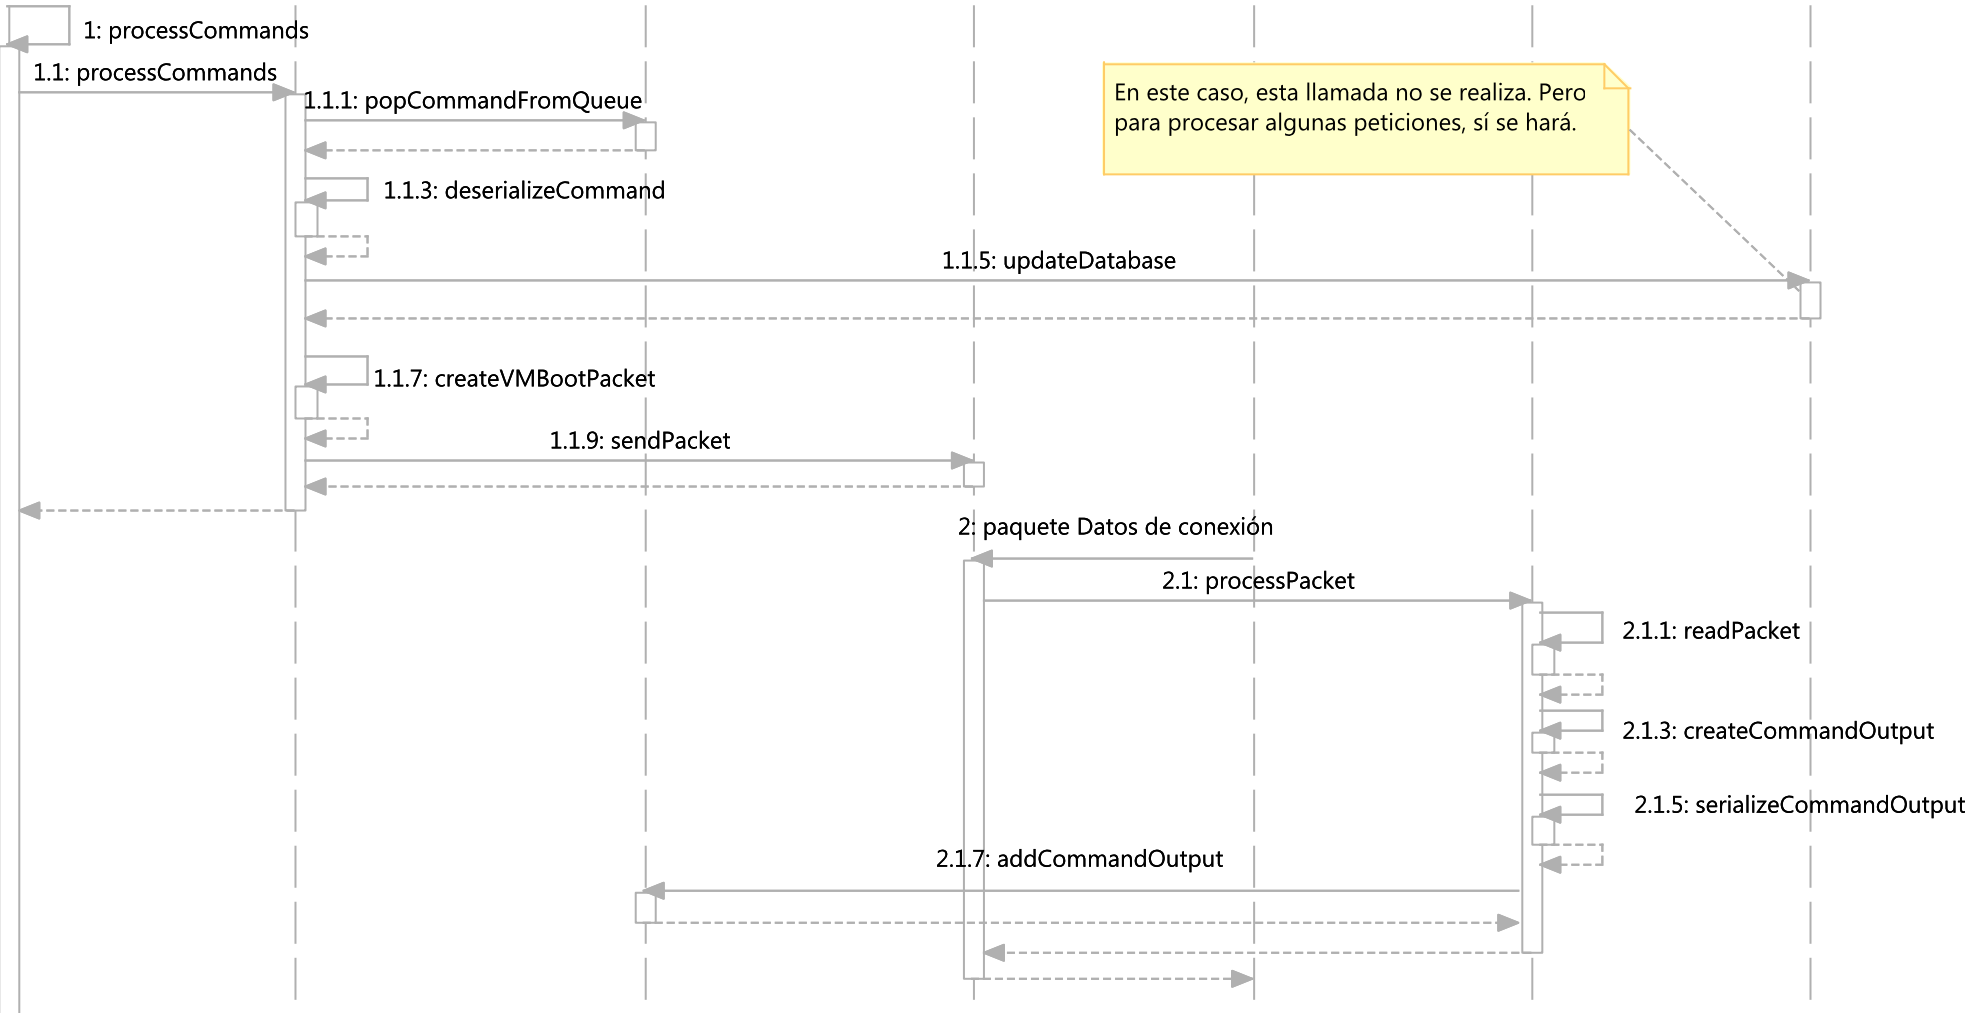 1: processCommands
1.1: processCommands
1.1.1: popCommandFromQueue
En este caso, esta llamada no se realiza. Pero
para procesar algunas peticiones, sí se hará.
1.1.3: deserializeCommand
1.1.5: updateDatabase
1.1.7: createVMBootPacket
1.1.9: sendPacket
2: paquete Datos de conexión
2.1: processPacket
2.1.1: readPacket
2.1.3: createCommandOutput
2.1.5: serializeCommandOutput
2.1.7: addCommandOutput